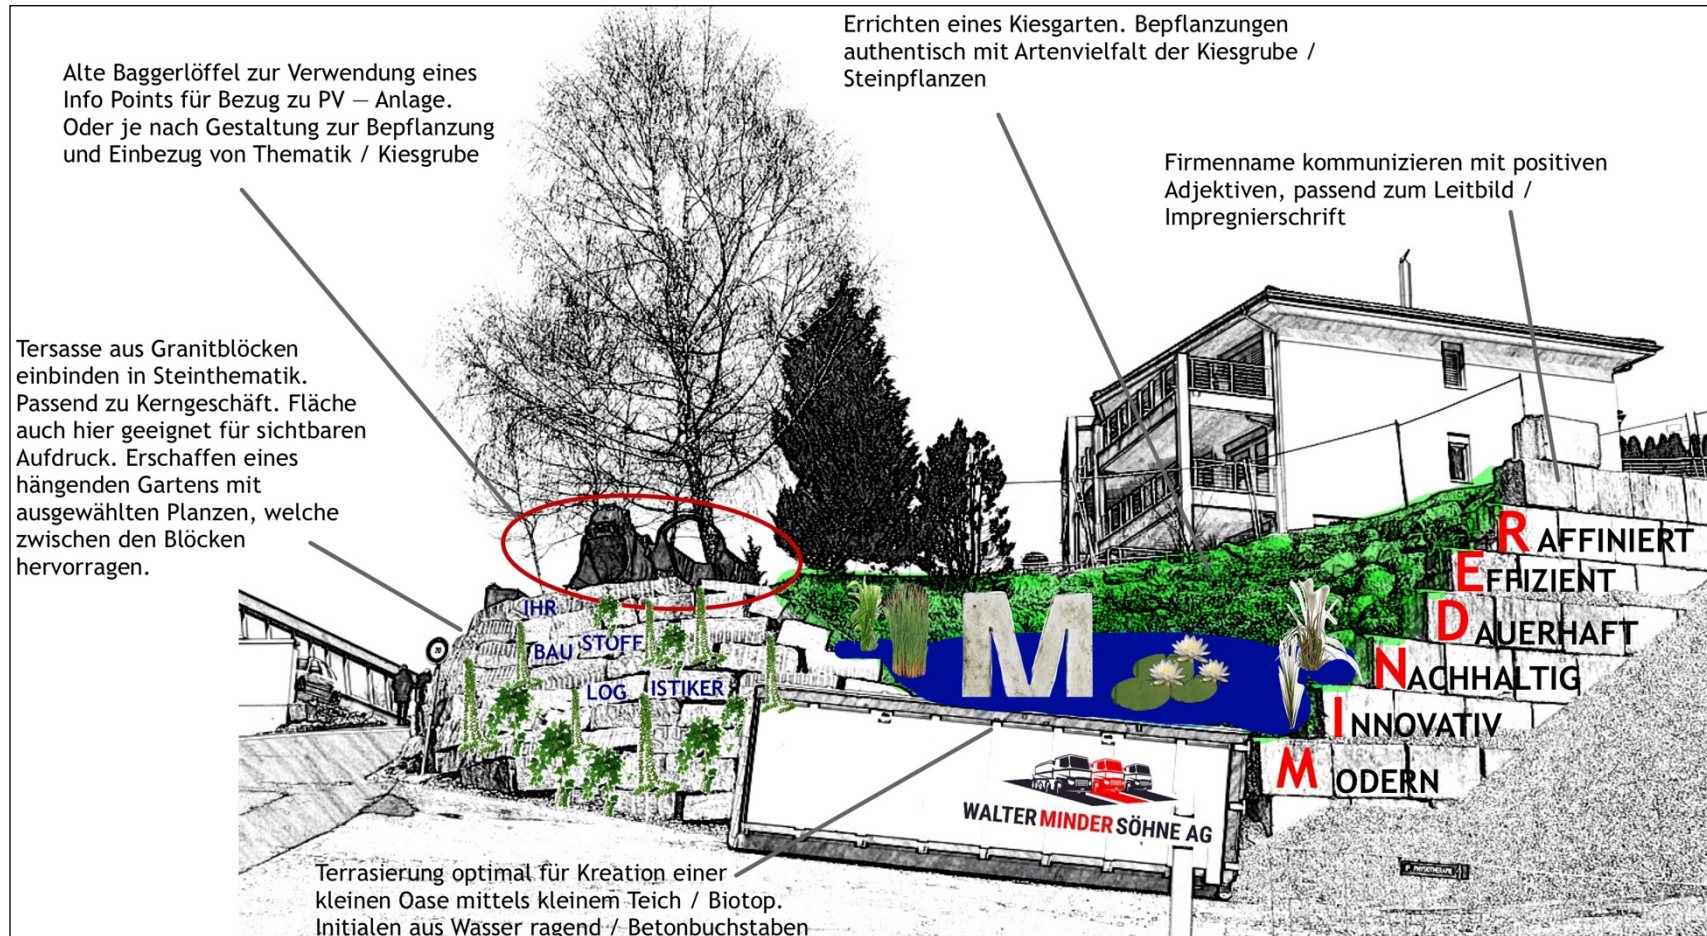 Errichten eines Kiesgarten. Bepflanzungen
authentisch mit Artenvielfalt der Kiesgrube /
Steinpflanzen
Alte Baggerlöffel zur Verwendung eines
Info Points für Bezug zu PV – Anlage.
Oder je nach Gestaltung zur Bepflanzung
und Einbezug von Thematik / Kiesgrube
Firmenname kommunizieren mit positiven
Adjektiven, passend zum Leitbild /
Impregnierschrift
Tersasse aus Granitblöcken
einbinden in Steinthematik.
Passend zu Kerngeschäft. Fläche
auch hier geeignet für sichtbaren
Aufdruck. Erschaffen eines
hängenden Gartens mit
ausgewählten Planzen, welche
zwischen den Blöcken
hervorragen.
IHR
BAU STOFF
LOG ISTIKER
20
M
RAFFINIERT
EFFIZIENT
DAUERHAFT
NACHHALTIG
INNOVATIV
MODERN
WALTER MINDER SÖHNE AG
P PHYSIOTHERAPIE
Terrasierung optimal für Kreation einer
kleinen Oase mittels kleinem Teich / Biotop.
Initialen aus Wasser ragend / Betonbuchstaben